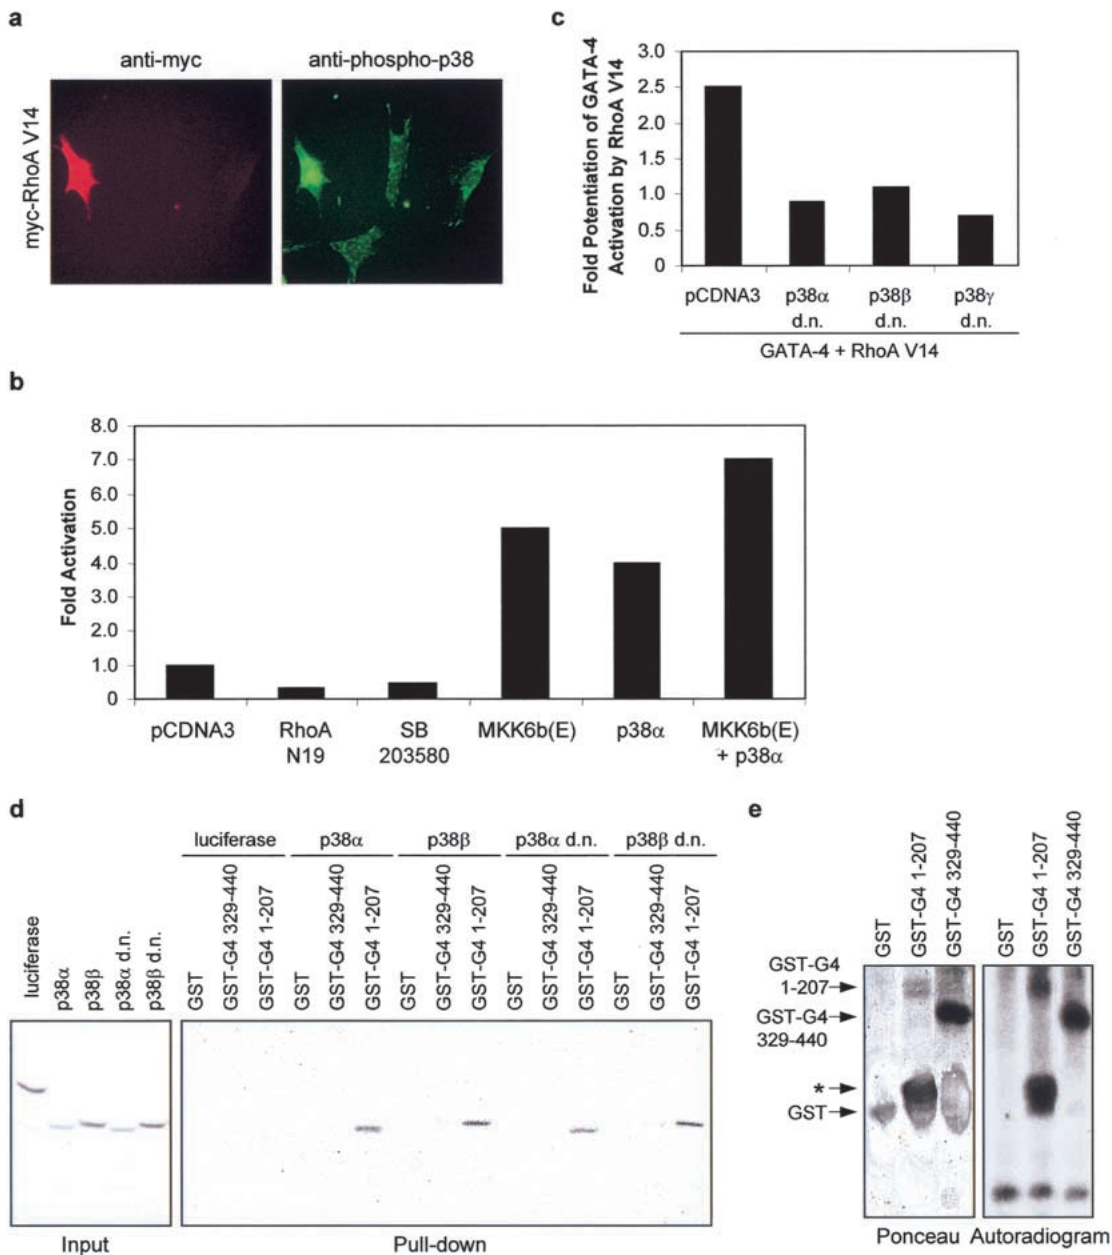 a
anti-myc
anti-phospho-p38
myc-RhoA V14
c
Fold Potentiation of GATA-4
Activation by RhoA V14
3.0
2.5
2.0
1.5
1.0
0.5
0
pCDNA3
p38α
d.n.
p38β
d.n.
p38γ
d.n.
GATA-4 + RhoA V14
b
Fold Activation
8.0
7.0
6.0
5.0
4.0
3.0
2.0
1.0
0
pCDNA3
RhoA
N19
SB
203580
MKK6b(E)
p38α
MKK6b(E)
+ p38α
d
luciferase
p38α
p38β
p38α d.n.
p38β d.n.
luciferase
p38α
p38β
p38α d.n.
p38β d.n.
GST
GST-G4 329-440
GST-G4 1-207
GST
GST-G4 329-440
GST-G4 1-207
GST
GST-G4 329-440
GST-G4 1-207
GST
GST-G4 329-440
GST-G4 1-207
GST
GST-G4 329-440
GST-G4 1-207
Input
Pull-down
e
GST
GST-G4 1-207
GST-G4 329-440
GST
GST-G4 1-207
GST-G4 329-440
GST-G4
1-207
GST-G4
329-440
*
GST
Ponceau
Autoradiogram